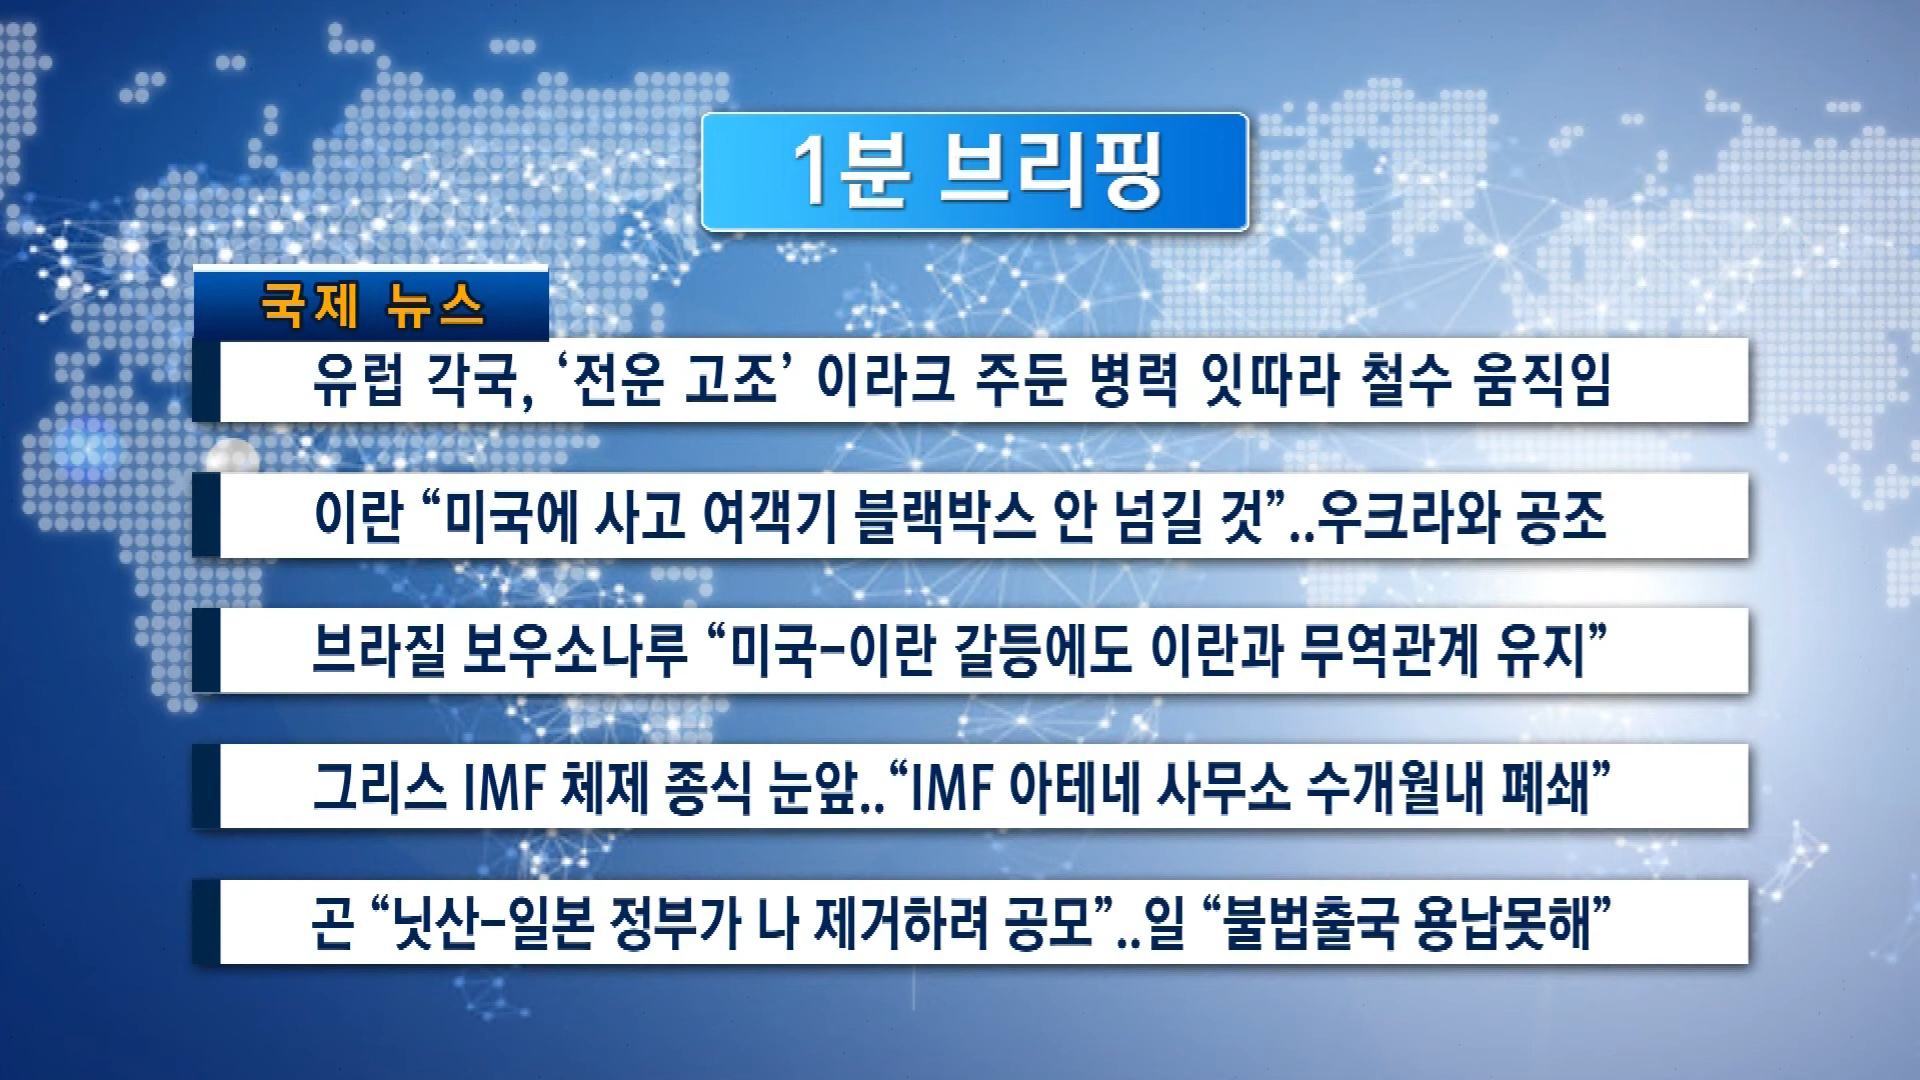 1분 브리핑
국제 뉴스
유럽 각국, ‘전운 고조’ 이라크 주둔 병력 잇따라 철수 움직임
이란 “미국에 사고 여객기 블랙박스 안 넘길 것”..우크라와 공조
브라질 보우소나루 “미국-이란 갈등에도 이란과 무역관계 유지”
그리스 IMF 체제 종식 눈앞..“IMF 아테네 사무소 수개월내 폐쇄”
곤 “닛산-일본 정부가 나 제거하려 공모”..일 “불법출국 용납못해”